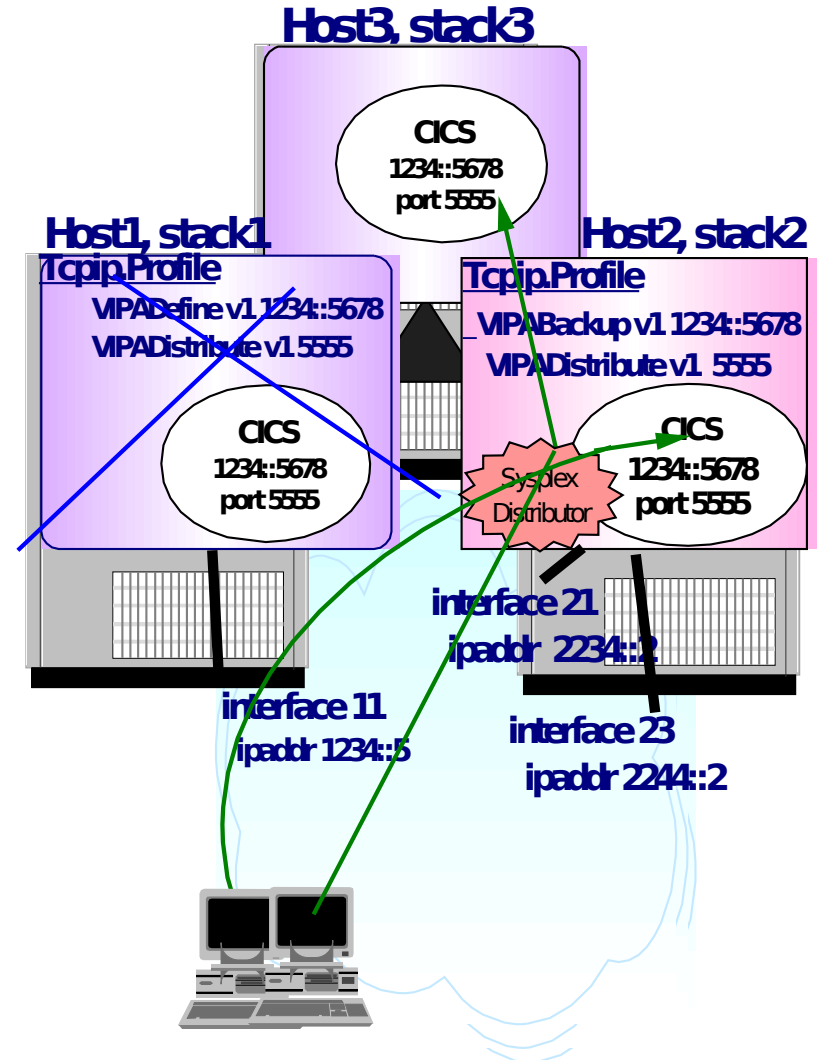 Host3, stack3
CICS
1234::5678
port 5555
Host1, stack1
Tcpip.Profile
VIPADefine v1 1234::5678
VIPADistribute v1 5555
CICS
1234::5678
port 5555
Host2, stack2
Tcpip.Profile
_VIPABackup v1 1234::5678
VIPADistribute v1 5555
CICS
1234::5678
port 5555
Sysplex
Distributor
interface 21
ipaddr 2234::2
interface 11
ipaddr 1234::5
interface 23
ipaddr 2244::2